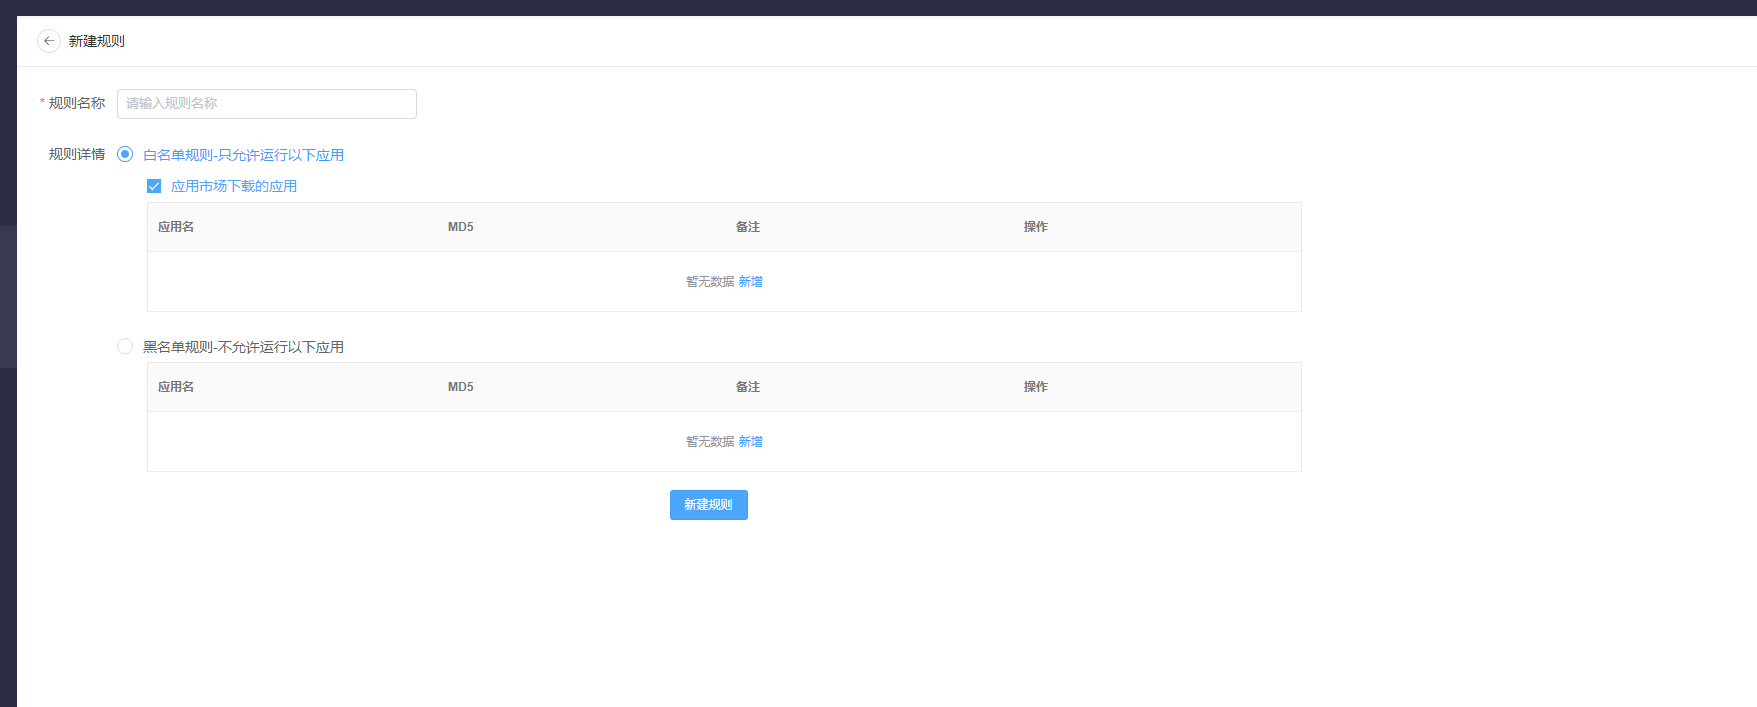 新建规则
* 规则名称 请输入规则名称
规则详情 白名单规则-只允许运行以下应用
应用市场下载的应用
应用名 MD5 备注 操作
暂无数据 新增
黑名单规则-不允许运行以下应用
应用名 MD5 备注 操作
暂无数据 新增
新建规则